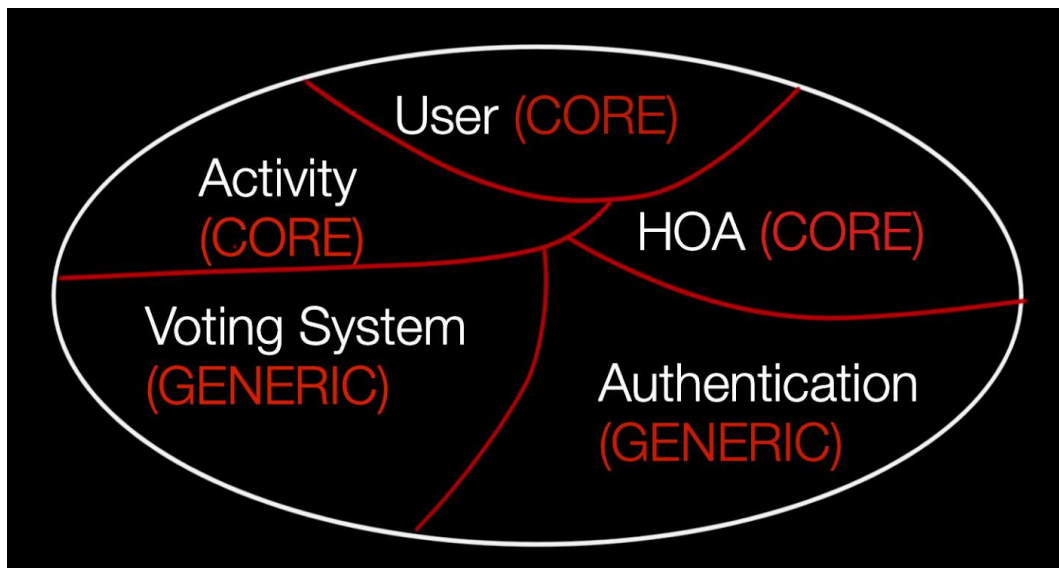 User (CORE)
Activity
(CORE)
HOA (CORE)
Voting System
(GENERIC)
Authentication
(GENERIC)